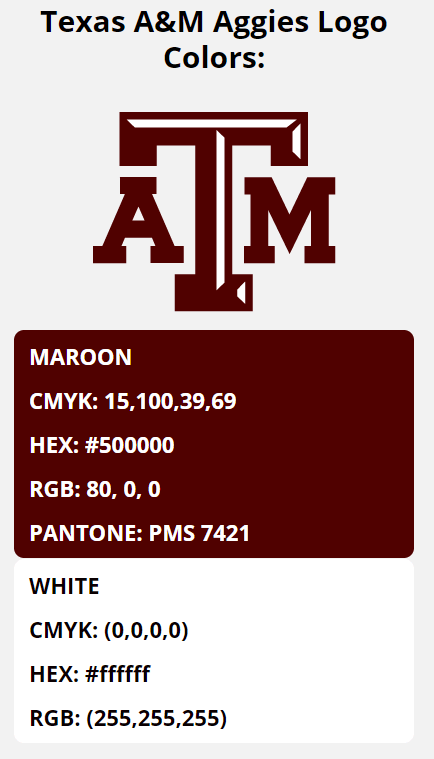 Texas A&M Aggies Logo
Colors:
ATM
MAROON
CMYK: 15,100,39,69
HEX: #500000
RGB: 80, 0, 0
PANTONE: PMS 7421
WHITE
CMYK: (0,0,0,0)
HEX: #ffffff
RGB: (255,255,255)